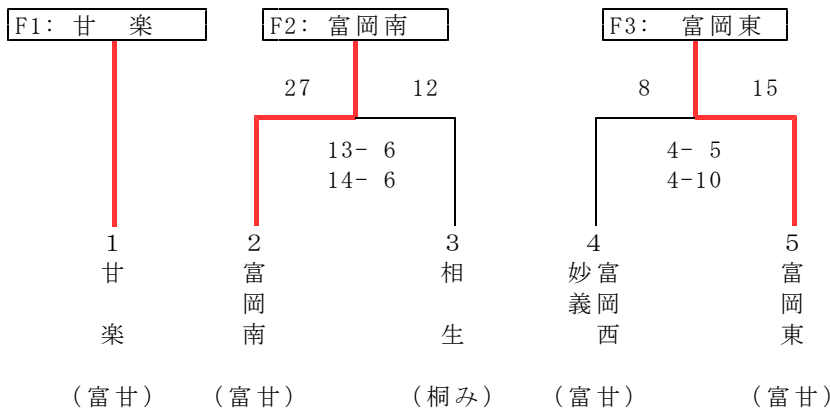 F1: 甘　楽
F2: 富岡南
F3: 富岡東
27 12
8 15
13- 6
14- 6
4- 5
4-10
1
甘　楽
(富甘)
2
富岡南
(富甘)
3
相　生
(桐み)
4
富岡西
妙義
(富甘)
5
富岡東
(富甘)